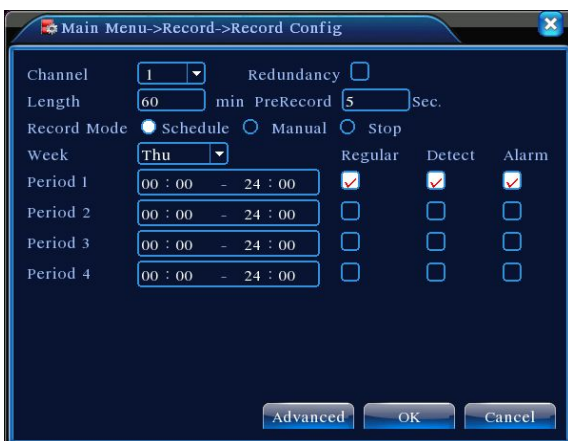 Main Menu->Record->Record Config
Channel 1 Redundancy
Length 60 min PreRecord 5 Sec.
Record Mode Schedule Manual Stop
Week Thu Regular Detect Alarm
Period 1 00 : 00 - 24 : 00
Period 2 00 : 00 - 24 : 00
Period 3 00 : 00 - 24 : 00
Period 4 00 : 00 - 24 : 00
Advanced OK Cancel